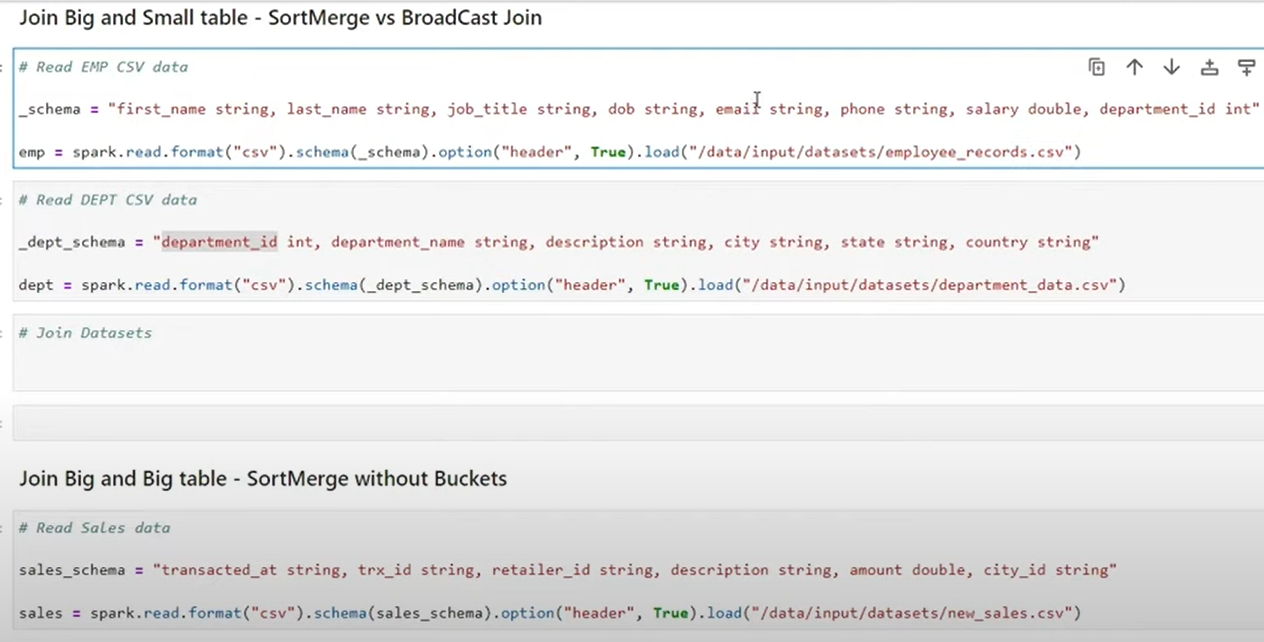 Join Big and Small table - SortMerge vs BroadCast Join
# Read EMP CSV data
_schema = "first_name string, last_name string, job_title string, dob string, email string, phone string, salary double, department_id int"
emp = spark.read.format("csv").schema(_schema).option("header", True).load("/data/input/datasets/employee_records.csv")
# Read DEPT CSV data
_dept_schema = "department_id int, department_name string, description string, city string, state string, country string"
dept = spark.read.format("csv").schema(_dept_schema).option("header", True).load("/data/input/datasets/department_data.csv")
# Join Datasets
Join Big and Big table - SortMerge without Buckets
# Read Sales data
sales_schema = "transacted_at string, trx_id string, retailer_id string, description string, amount double, city_id string"
sales = spark.read.format("csv").schema(sales_schema).option("header", True).load("/data/input/datasets/new_sales.csv")